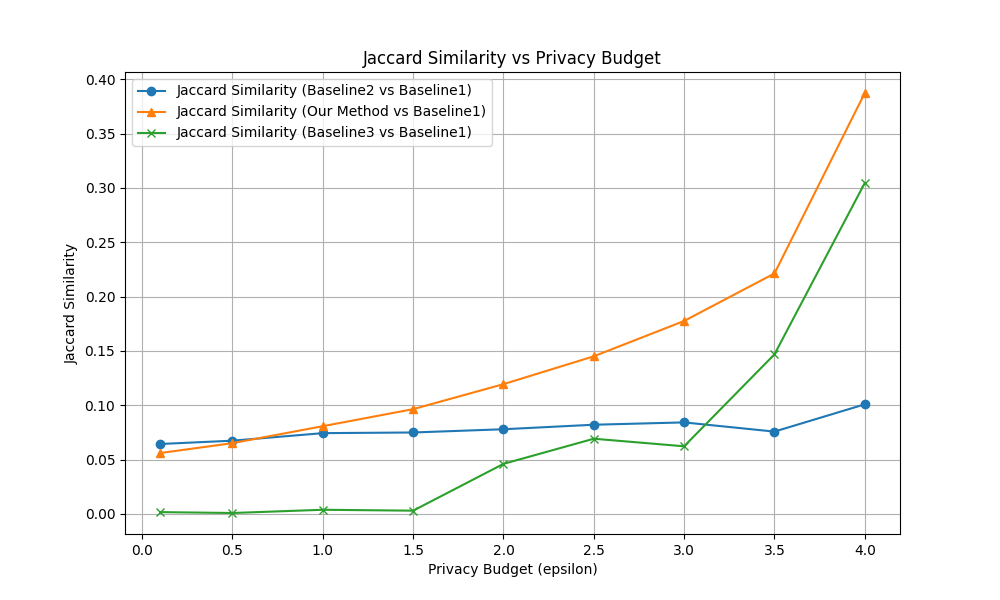 Jaccard Similarity vs Privacy Budget
Jaccard Similarity (Baseline2 vs Baseline1)
Jaccard Similarity (Our Method vs Baseline1)
Jaccard Similarity (Baseline3 vs Baseline1)
0.40
0.35
0.30
0.25
0.20
0.15
0.10
0.05
0.00
Jaccard Similarity
0.0 0.5 1.0 1.5 2.0 2.5 3.0 3.5 4.0
Privacy Budget (epsilon)